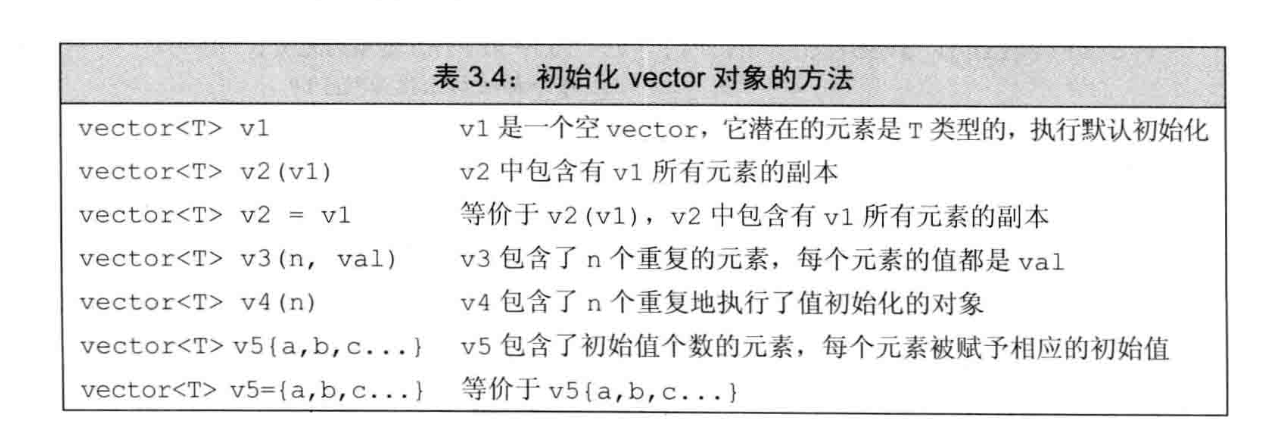 表 3.4：初始化 vector 对象的方法
vector<T> v1 v1 是一个空 vector，它潜在的元素是 T 类型的，执行默认初始化
vector<T> v2(v1) v2 中包含有 v1 所有元素的副本
vector<T> v2 = v1 等价于 v2(v1)，v2 中包含有 v1 所有元素的副本
vector<T> v3(n, val) v3 包含了 n 个重复的元素，每个元素的值都是 val
vector<T> v4(n) v4 包含了 n 个重复地执行了值初始化的对象
vector<T> v5{a,b,c...} v5 包含了初始值个数的元素，每个元素被赋予相应的初始值
vector<T> v5={a,b,c...} 等价于 v5{a,b,c...}